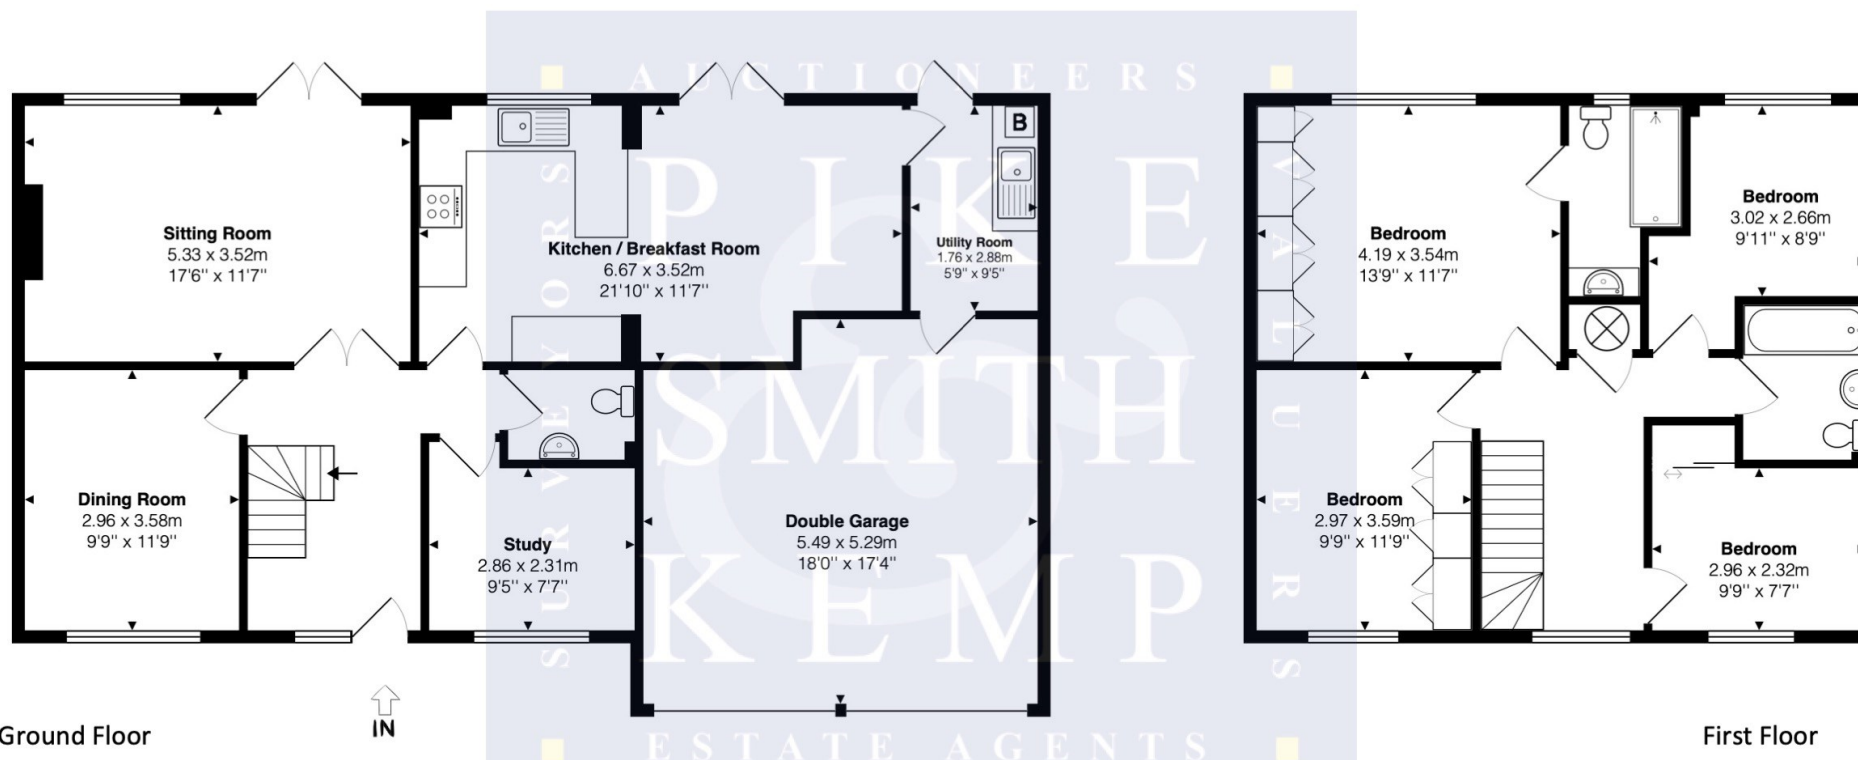 AUCTIONEERS
SURVEYORS
VALUERS
PIKE
&
SMITH
KEMP
ESTATE AGENTS
Sitting Room
5.33 x 3.52m
17'6" x 11'7"
Kitchen / Breakfast Room
6.67 x 3.52m
21'10" x 11'7"
B
Utility Room
1.76 x 2.88m
5'9" x 9'5"
Dining Room
2.96 x 3.58m
9'9" x 11'9"
Study
2.86 x 2.31m
9'5" x 7'7"
Double Garage
5.49 x 5.29m
18'0" x 17'4"
IN
Ground Floor
Bedroom
4.19 x 3.54m
13'9" x 11'7"
Bedroom
3.02 x 2.66m
9'11" x 8'9"
Bedroom
2.97 x 3.59m
9'9" x 11'9"
Bedroom
2.96 x 2.32m
9'9" x 7'7"
First Floor